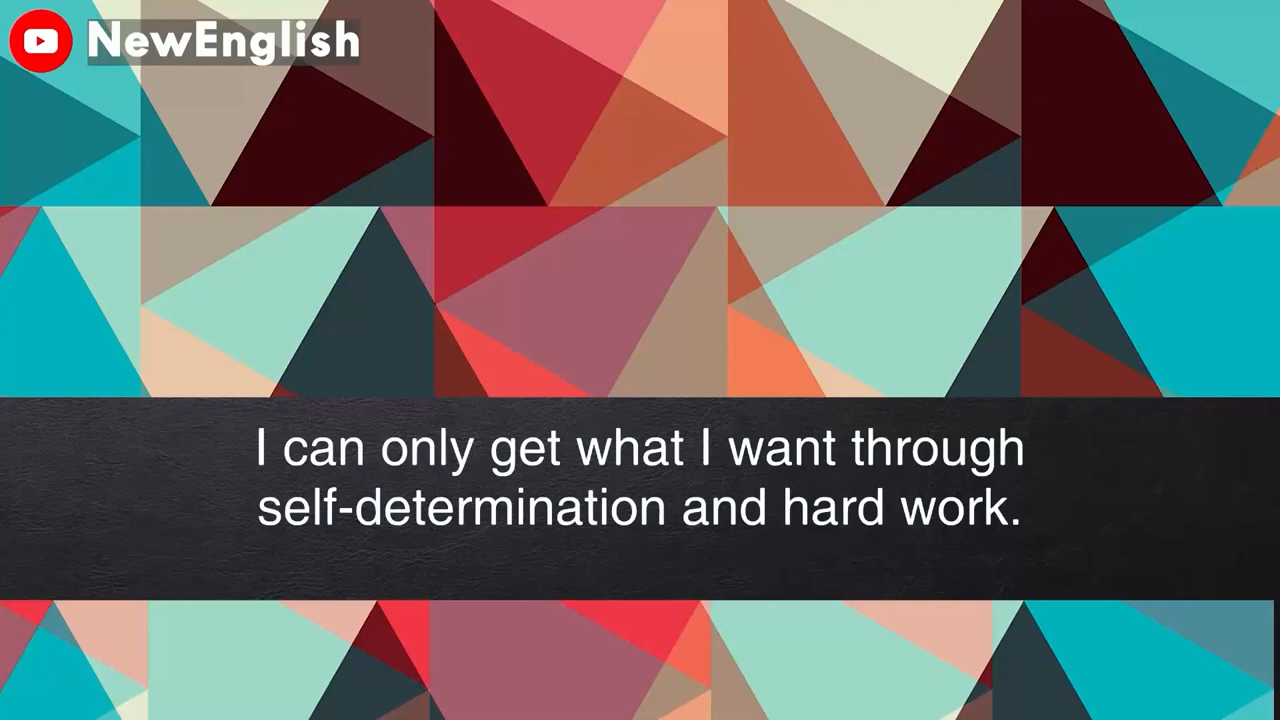 NewEnglish
I can only get what I want through
self-determination and hard work.